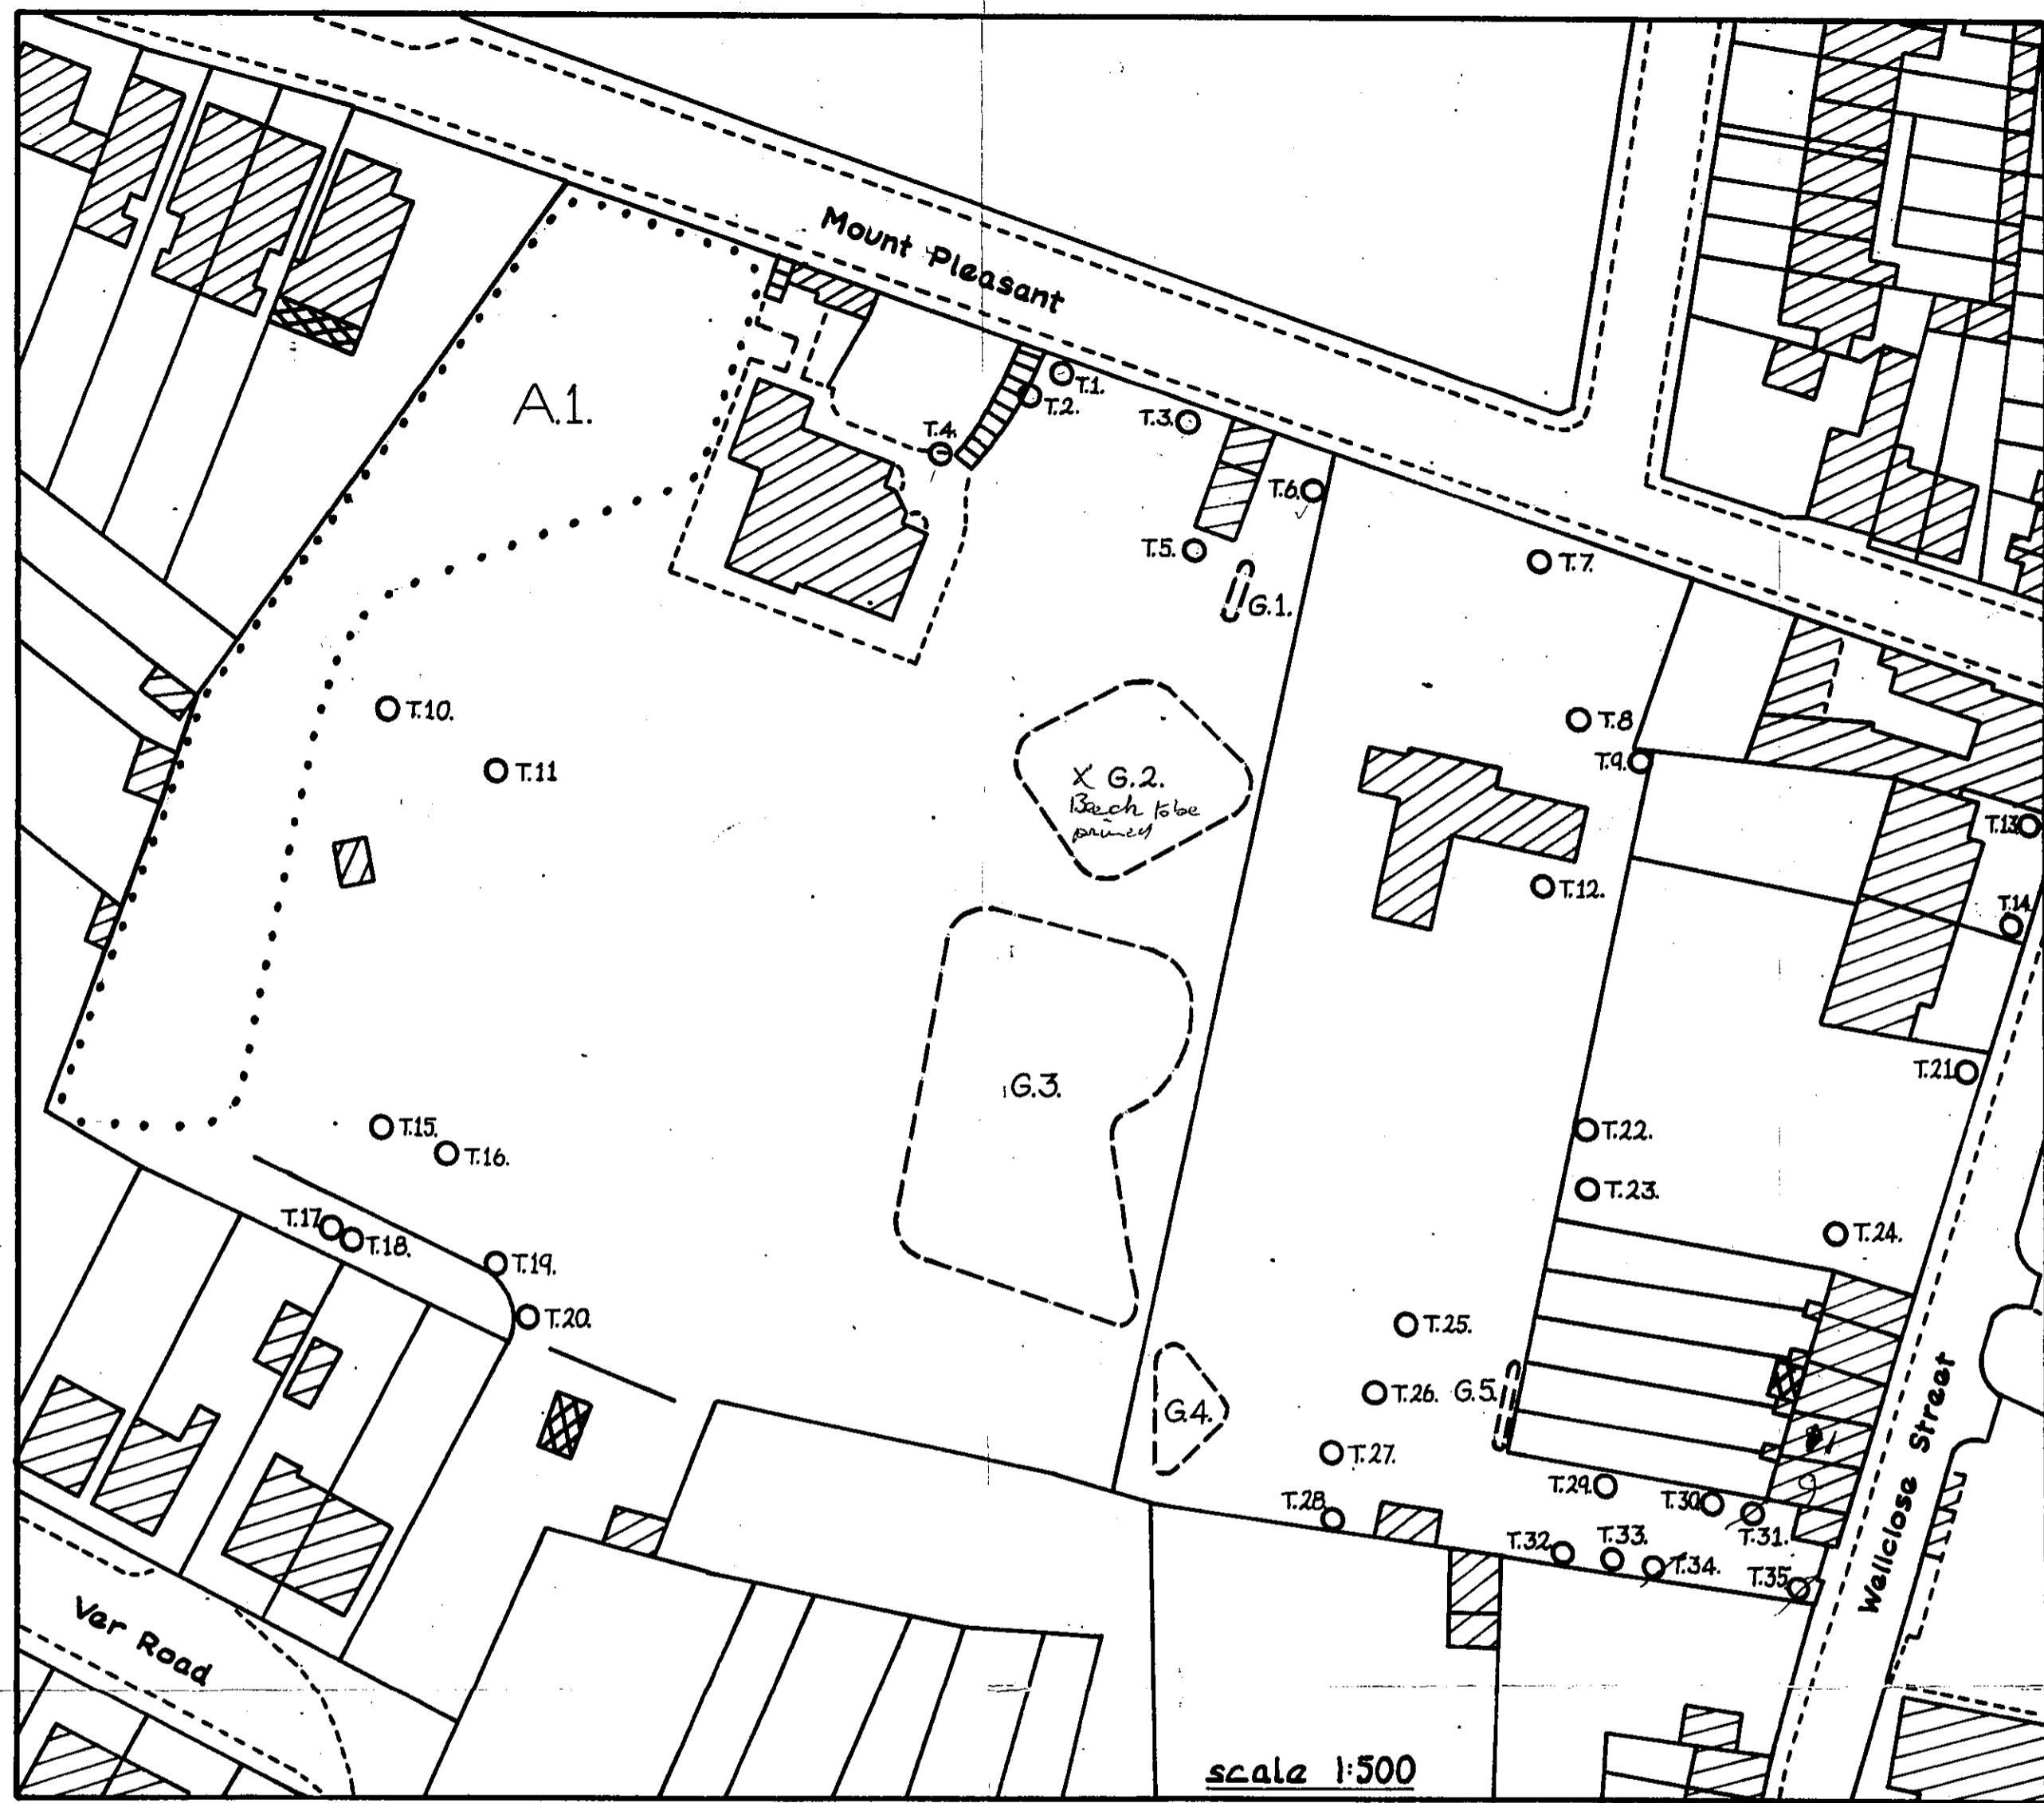 Mount Pleasant
A.1.
T.1.
T.2.
T.3.
T.4.
T.6.
T.5.
T.7.
G.1.
T.8
T.9.
T.10.
T.11
X G.2.
Beech to be
pruned
T.13.
T.12.
T.14.
G.3.
T.21.
T.15.
T.16.
T.22.
T.23.
T.17.
T.18.
T.24.
T.19.
T.20.
T.25.
T.26.
G.5.
G.4.
T.27.
T.28.
T.29.
T.30.
T.31.
T.32.
T.33.
T.34.
T.35.
Wellclose Street
Ver Road
scale 1:500